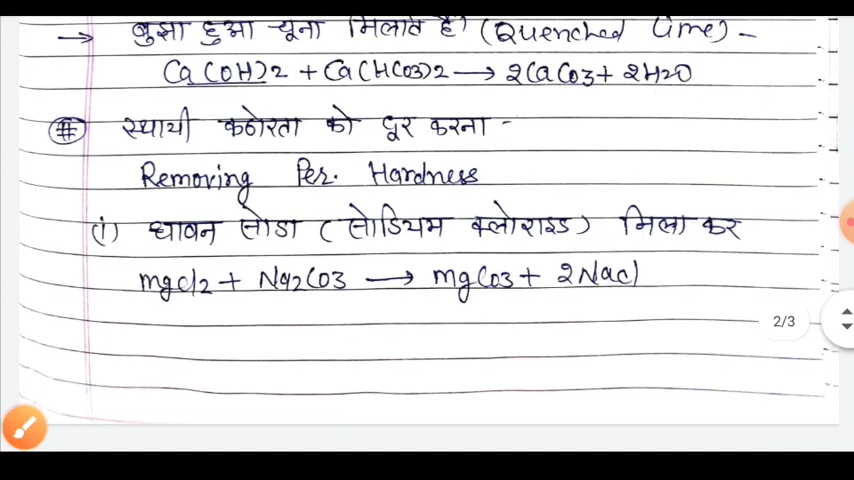 → बुझा हुआ चूना मिलाते हैं। (Quenched lime) -
Ca(OH)2 + Ca(HCO3)2 → 2CaCO3 + 2H2O
# स्थायी कठोरता को दूर करना -
Removing Per. Hardness
(i) धावन सोडा (सोडियम क्लोराइड) मिला कर
mgcl2 + Na2CO3 → mgCO3 + 2Nacl
2/3